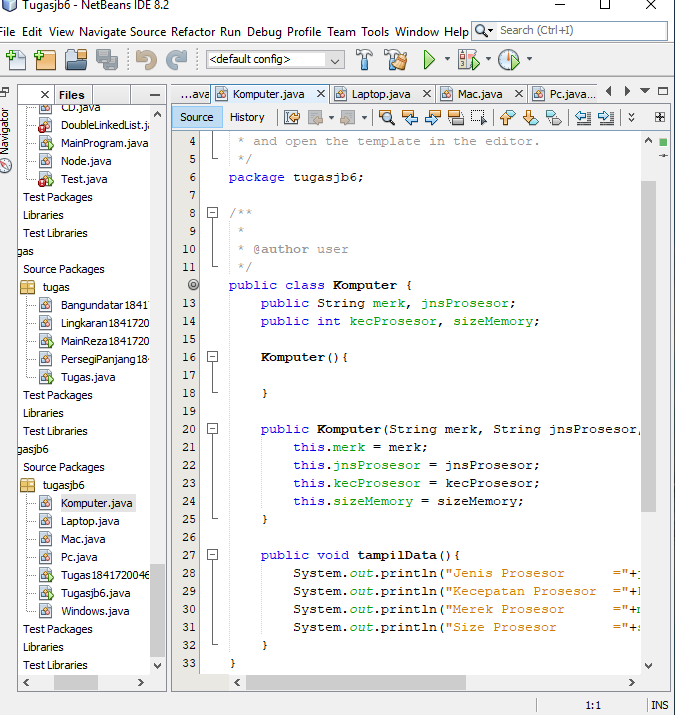 Tugasjb6 - NetBeans IDE 8.2
File Edit View Navigate Source Refactor Run Debug Profile Team Tools Window Help
Search (Ctrl+I)
<default config>
Files
...ava Komputer.java Laptop.java Mac.java Pc.java...
Navigator
Source History
CD.java
DoubleLinkedList.ja
MainProgram.java
Node.java
Test.java
Test Packages
Libraries
Test Libraries
gas
Source Packages
tugas
Bangundatar1841
Lingkaran1841720
MainReza1841720
PersegiPanjang18
Tugas.java
Test Packages
Libraries
Test Libraries
gasjb6
Source Packages
tugasjb6
Komputer.java
Laptop.java
Mac.java
Pc.java
Tugas1841720046
Tugasjb6.java
Windows.java
Test Packages
Libraries
Test Libraries
4 * and open the template in the editor.
5 */
6 package tugasjb6;
7
8 /**
9 *
10 * @author user
11 */
public class Komputer {
13 public String merk, jnsProsesor;
14 public int kecProsesor, sizeMemory;
15
16 Komputer(){
17
18 }
19
20 public Komputer(String merk, String jnsProsesor,
21 this.merk = merk;
22 this.jnsProsesor = jnsProsesor;
23 this.kecProsesor = kecProsesor;
24 this.sizeMemory = sizeMemory;
25 }
26
27 public void tampilData(){
28 System.out.println("Jenis Prosesor ="+j
29 System.out.println("Kecepatan Prosesor ="+
30 System.out.println("Merek Prosesor ="+m
31 System.out.println("Size Prosesor ="+s
32 }
33 }
1:1 INS